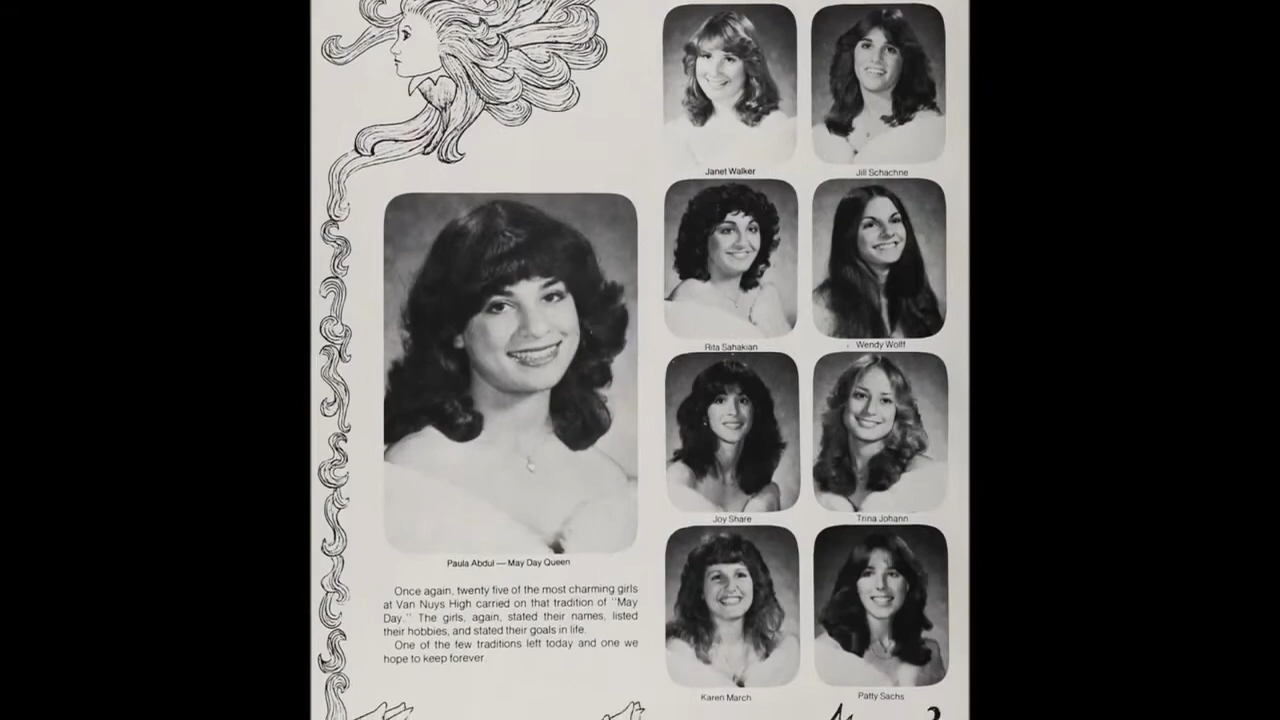 Janet Walker
Jill Schachne
Rita Sahakian
Wendy Wolff
Joy Share
Trina Johann
Paula Abdul — May Day Queen
Once again, twenty five of the most charming girls
at Van Nuys High carried on that tradition of "May
Day." The girls, again, stated their names, listed
their hobbies, and stated their goals in life.
One of the few traditions left today and one we
hope to keep forever.
Karen March
Patty Sachs